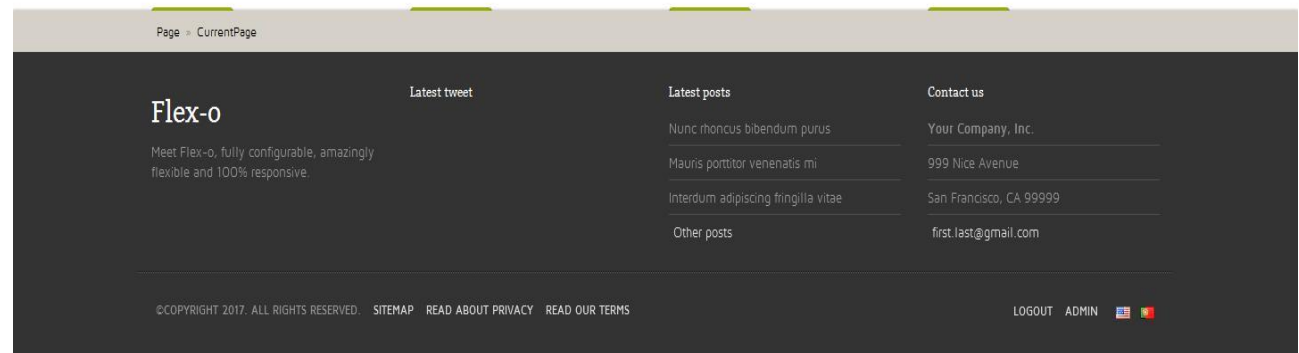 Page » CurrentPage
Flex-o
Meet Flex-o, fully configurable, amazingly
flexible and 100% responsive.
Latest tweet
Latest posts
Nunc rhoncus bibendum purus
Mauris porttitor venenatis mi
Interdum adipiscing fringilla vitae
Other posts
Contact us
Your Company, Inc.
999 Nice Avenue
San Francisco, CA 99999
first.last@gmail.com
©COPYRIGHT 2017. ALL RIGHTS RESERVED. SITEMAP READ ABOUT PRIVACY READ OUR TERMS
LOGOUT ADMIN